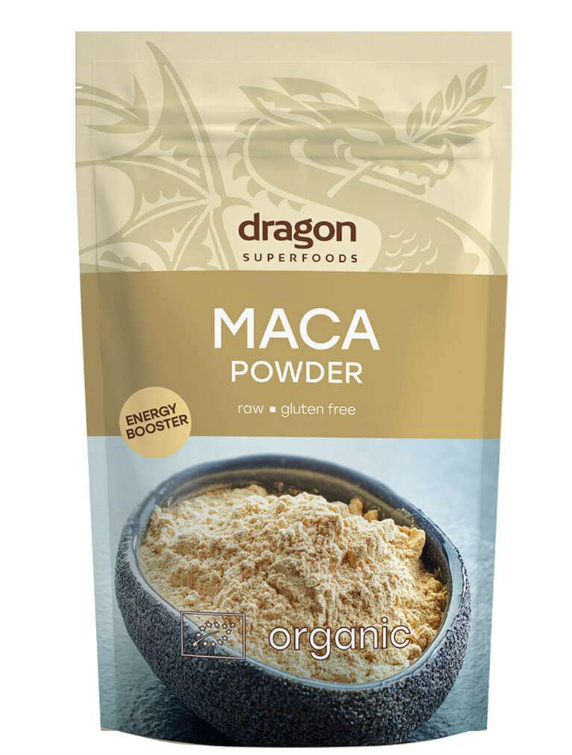 dragon
SUPERFOODS
MACA
POWDER
raw ▪ gluten free
ENERGY
BOOSTER
organic